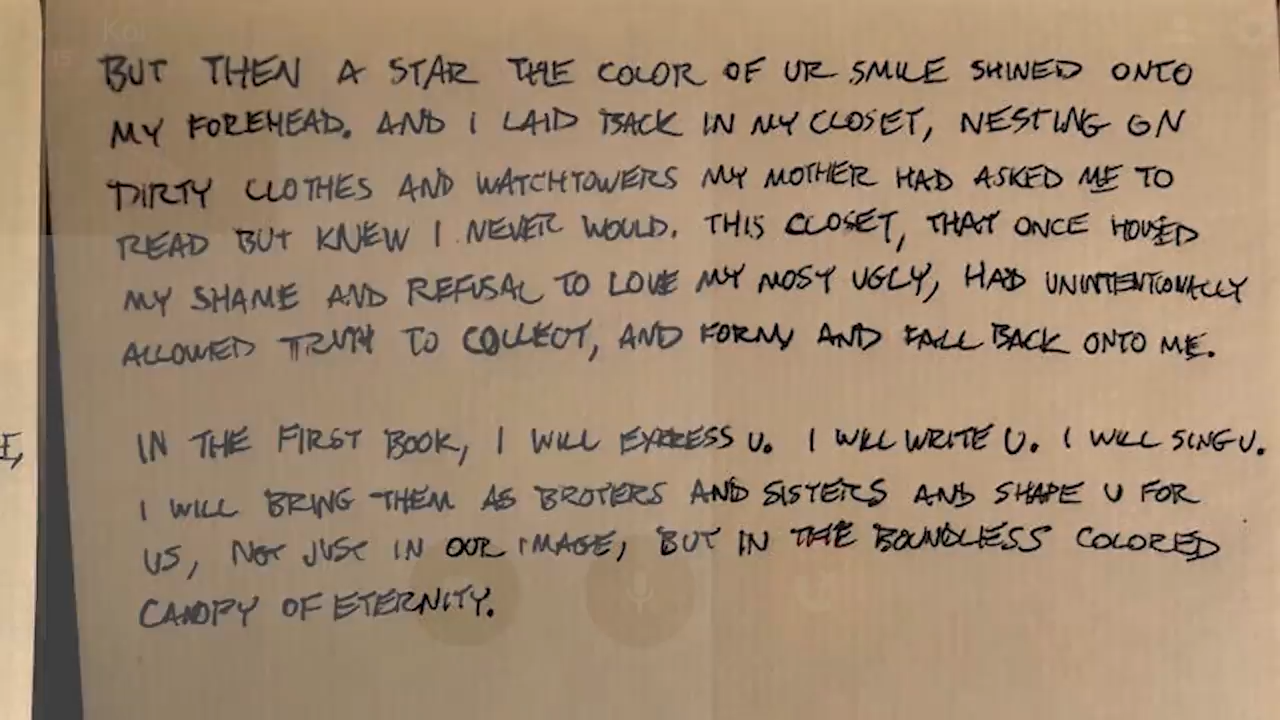 BUT THEN A STAR THE COLOR OF UR SMILE SHINED ONTO
MY FOREHEAD. AND I LAID BACK IN MY CLOSET, NESTING ON
DIRTY CLOTHES AND WATCHTOWERS MY MOTHER HAD ASKED ME TO
READ BUT KNEW I NEVER WOULD. THIS CLOSET, THAT ONCE HOUSED
MY SHAME AND REFUSAL TO LOVE MY MOST UGLY, HAD UNINTENTIONALLY
ALLOWED TRUTH TO COLLECT, AND FORM, AND FALL BACK ONTO ME.
IN THE FIRST BOOK, I WILL EXPRESS U. I WILL WRITE U. I WILL SING U.
I WILL BRING THEM AS BROTERS AND SISTERS AND SHAPE U FOR
US, NOT JUST IN OUR IMAGE, BUT IN THE BOUNDLESS COLORED
CANOPY OF ETERNITY.